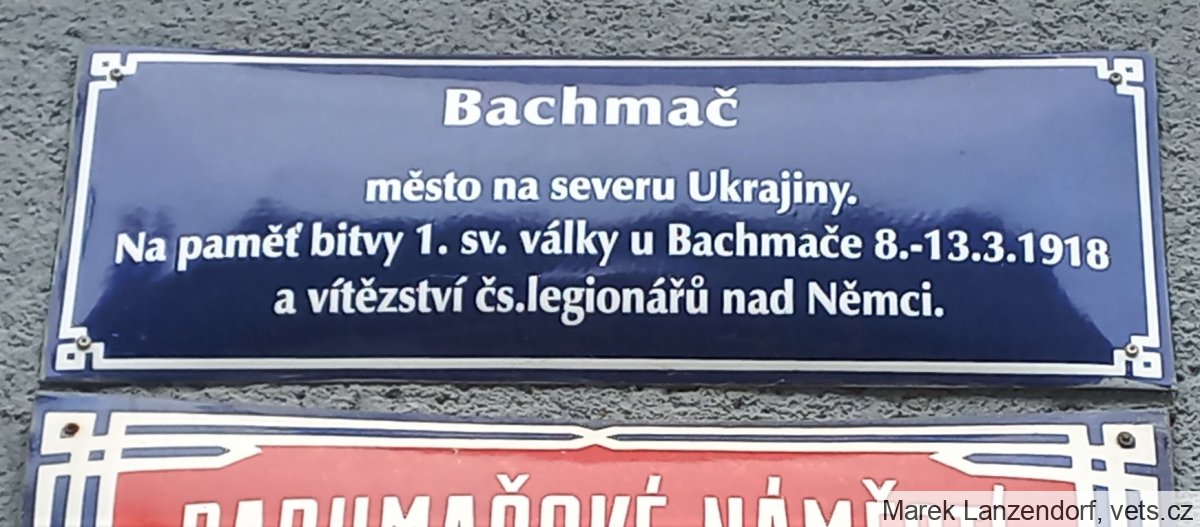 Bachmač
město na severu Ukrajiny.
Na paměť bitvy 1. sv. války u Bachmače 8.-13.3.1918
a vítězství čs.legionářů nad Němci.
Marek Lanzendorf, vets.cz